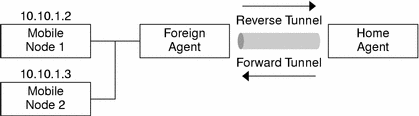 10.10.1.2
Mobile
Node 1
10.10.1.3
Mobile
Node 2
Foreign
Agent
Reverse Tunnel
Forward Tunnel
Home
Agent